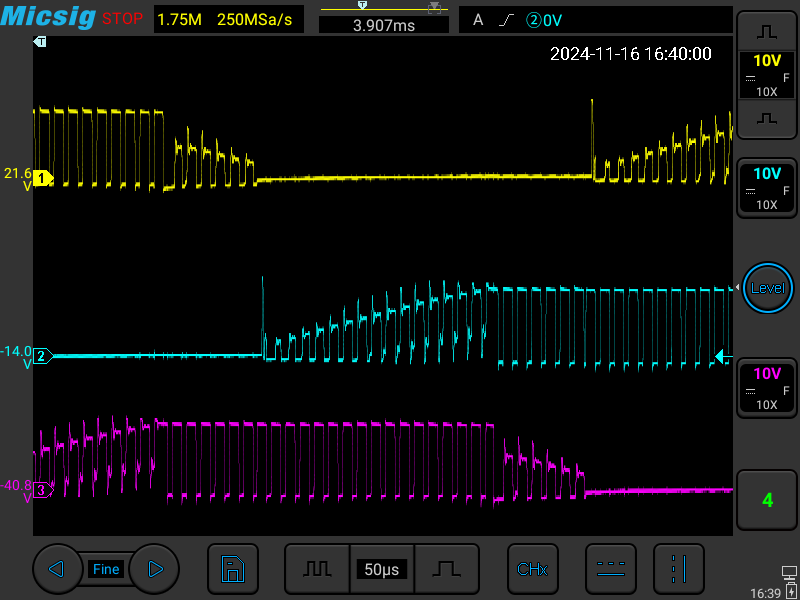 Micsig STOP 1.75M 250MSa/s 3.907ms A ②0V
T
2024-11-16 16:40:00
10V
F
10X
21.6
V
1
10V
F
10X
Level
-14.0
V
2
10V
F
10X
-40.8
V
3
4
Fine 50µs CHx
16:39